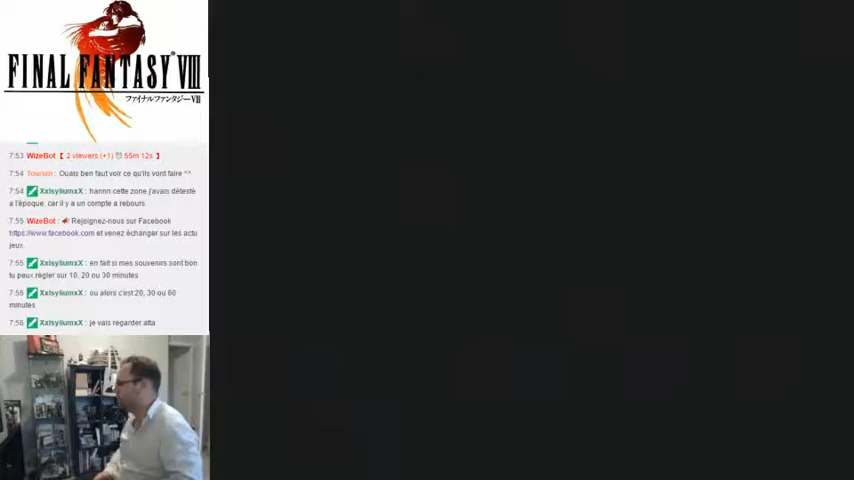 FINAL FANTASY VIII
ファイナルファンタジーVIII
7:53 WizeBot 【 2 viewers (+1) ⏰ 55m 12s 】
7:54 Tourian : Ouais ben faut voir ce qu'ils vont faire ^^
7:54 XxIsyliumxX : hannn cette zone j'avais détesté
a l'époque, car il y a un compte a rebours
7:55 WizeBot : 📣 Rejoignez-nous sur Facebook
https://www.facebook.com et venez échanger sur les actu
jeux.
7:55 XxIsyliumxX : en fait si mes souvenirs sont bon
tu peux régler sur 10, 20 ou 30 minutes
7:56 XxIsyliumxX : ou alors c'est 20, 30 ou 60
minutes
7:56 XxIsyliumxX : je vais regarder atta